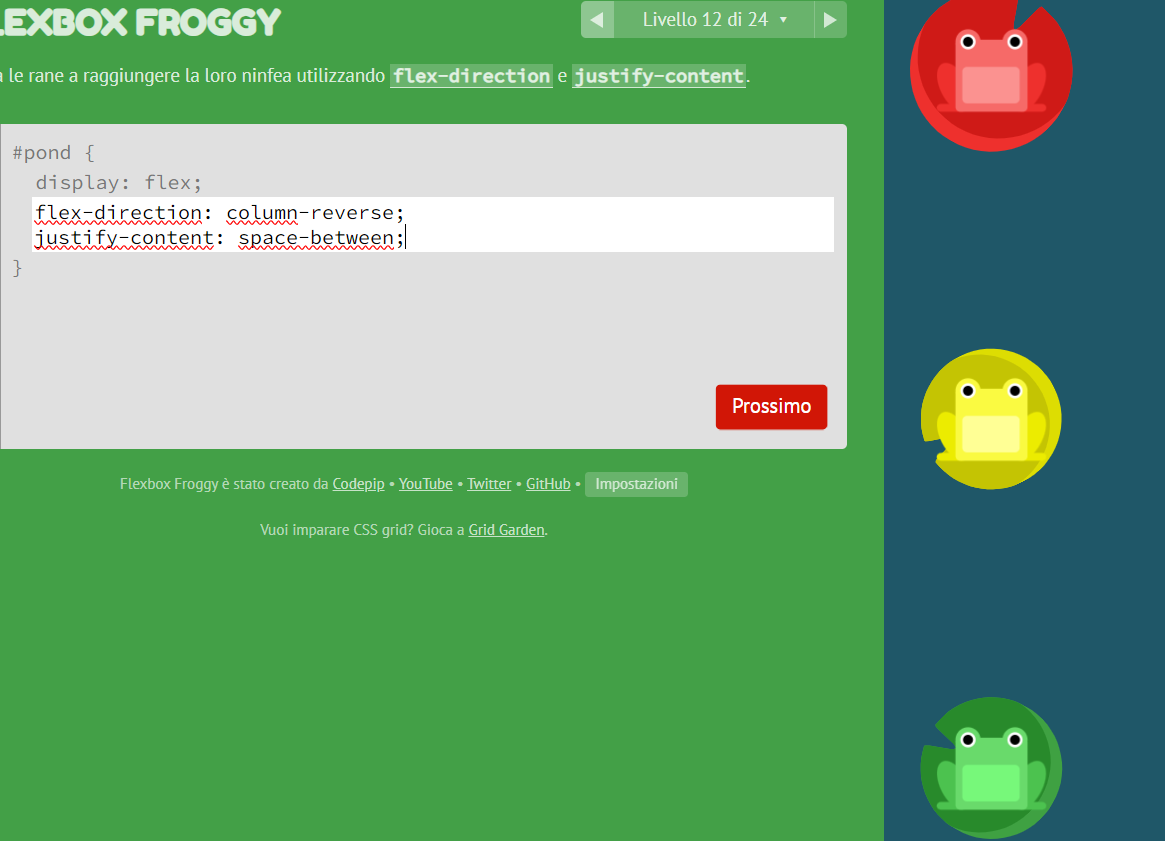 LEXBOX FROGGY
Livello 12 di 24 ▼
a le rane a raggiungere la loro ninfea utilizzando flex-direction e justify-content.
#pond {
display: flex;
flex-direction: column-reverse;
justify-content: space-between;
}
Prossimo
Flexbox Froggy è stato creato da Codepip • YouTube • Twitter • GitHub • Impostazioni
Vuoi imparare CSS grid? Gioca a Grid Garden.